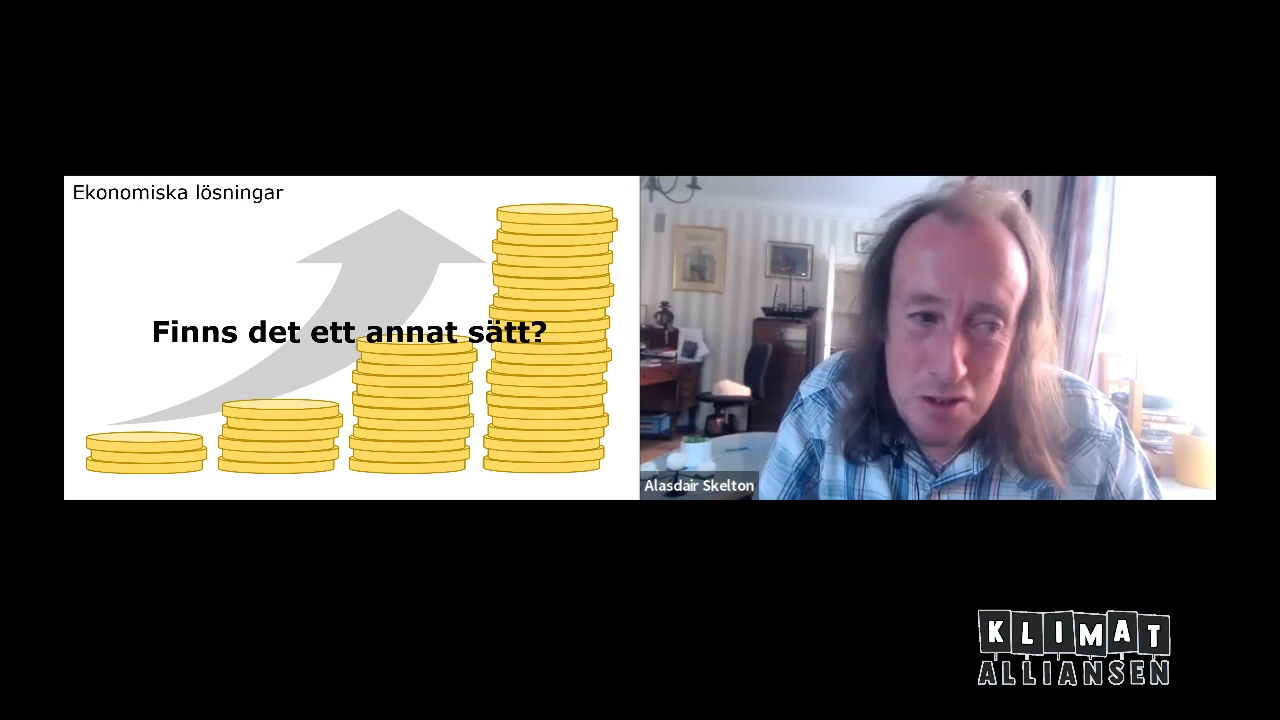 Ekonomiska lösningar
Finns det ett annat sätt?
Alasdair Skelton
KLIMAT
ALLIANSEN